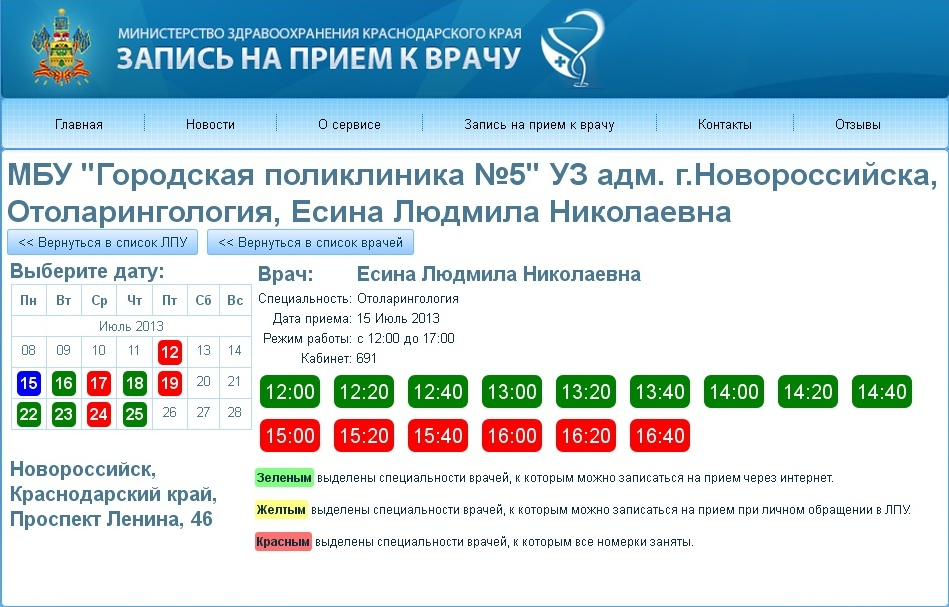 МИНИСТЕРСТВО ЗДРАВООХРАНЕНИЯ КРАСНОДАРСКОГО КРАЯ
ЗАПИСЬ НА ПРИЕМ К ВРАЧУ
Главная Новости О сервисе Запись на прием к врачу Контакты Отзывы
МБУ "Городская поликлиника №5" УЗ адм. г.Новороссийска,
Отоларингология, Есина Людмила Николаевна
<< Вернуться в список ЛПУ << Вернуться в список врачей
Выберите дату:
Пн Вт Ср Чт Пт Сб Вс
Июль 2013
08 09 10 11 12 13 14
15 16 17 18 19 20 21
22 23 24 25 26 27 28
Новороссийск,
Краснодарский край,
Проспект Ленина, 46
Врач: Есина Людмила Николаевна
Специальность: Отоларингология
Дата приема: 15 Июль 2013
Режим работы: с 12:00 до 17:00
Кабинет: 691
12:00 12:20 12:40 13:00 13:20 13:40 14:00 14:20 14:40
15:00 15:20 15:40 16:00 16:20 16:40
Зеленым выделены специальности врачей, к которым можно записаться на прием через интернет.
Желтым выделены специальности врачей, к которым можно записаться на прием при личном обращении в ЛПУ.
Красным выделены специальности врачей, к которым все номерки заняты.